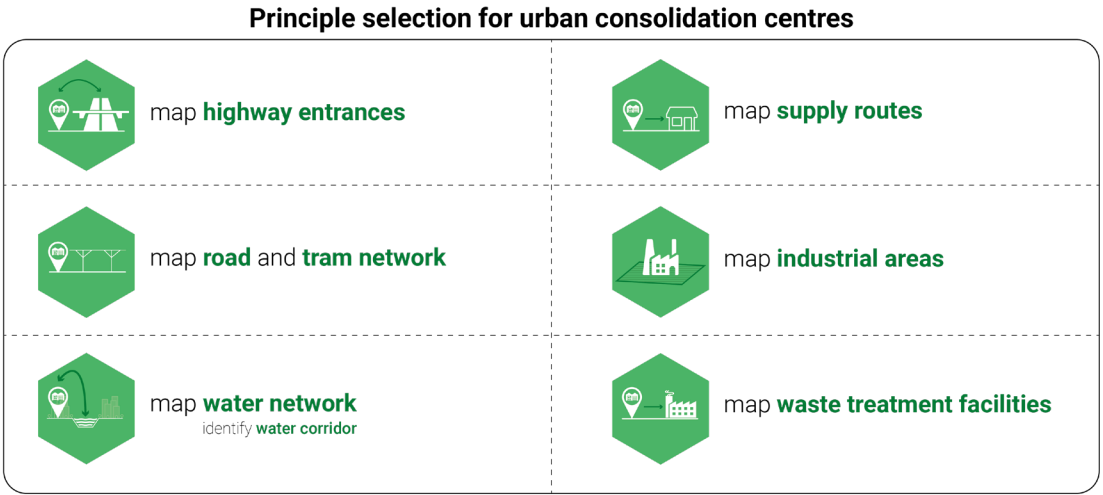 Principle selection for urban consolidation centres
map highway entrances
map supply routes
map road and tram network
map industrial areas
map water network
identify water corridor
map waste treatment facilities